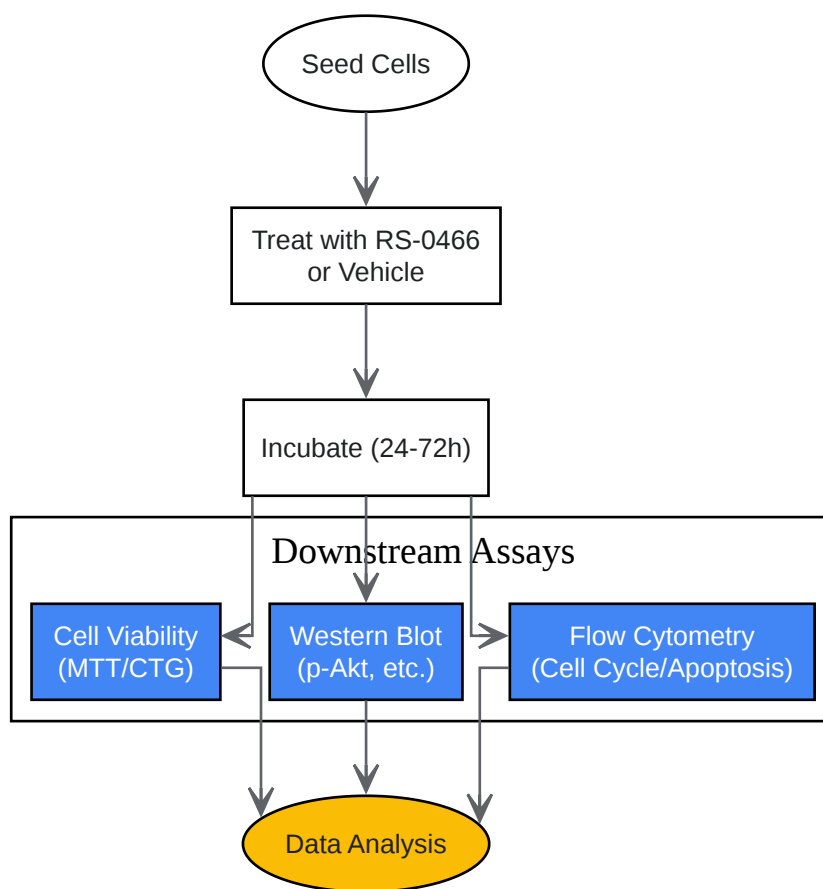 Seed Cells
Treat with RS-0466
or Vehicle
Incubate (24-72h)
Downstream Assays
Cell Viability
(MTT/CTG)
Western Blot
(p-Akt, etc.)
Flow Cytometry
(Cell Cycle/Apoptosis)
Data Analysis